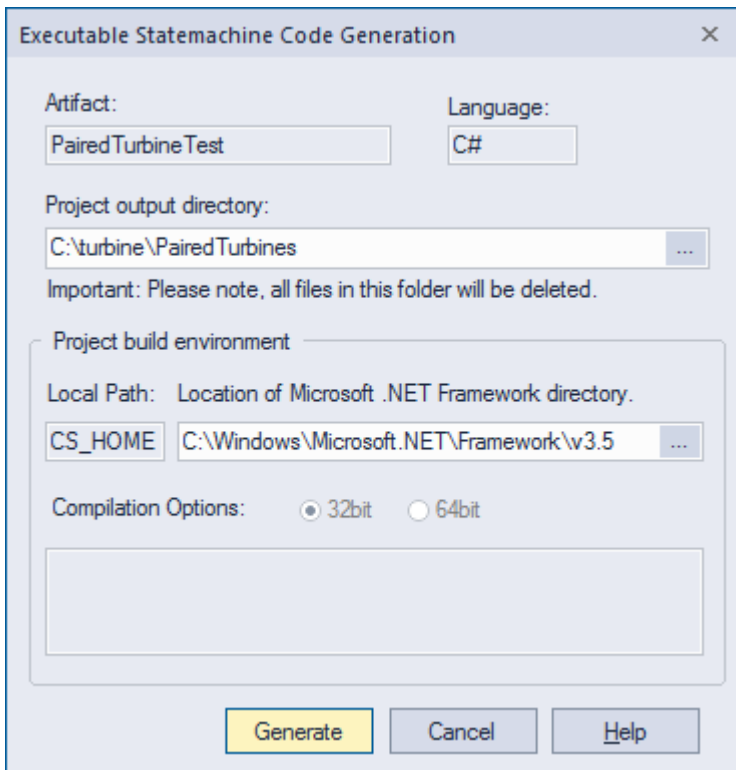 Executable Statemachine Code Generation
Artifact: Language:
PairedTurbineTest C#
Project output directory:
C:\turbine\PairedTurbines ...
Important: Please note, all files in this folder will be deleted.
Project build environment
Local Path: Location of Microsoft .NET Framework directory.
CS_HOME C:\Windows\Microsoft.NET\Framework\v3.5 ...
Compilation Options: 32bit 64bit
Generate Cancel Help